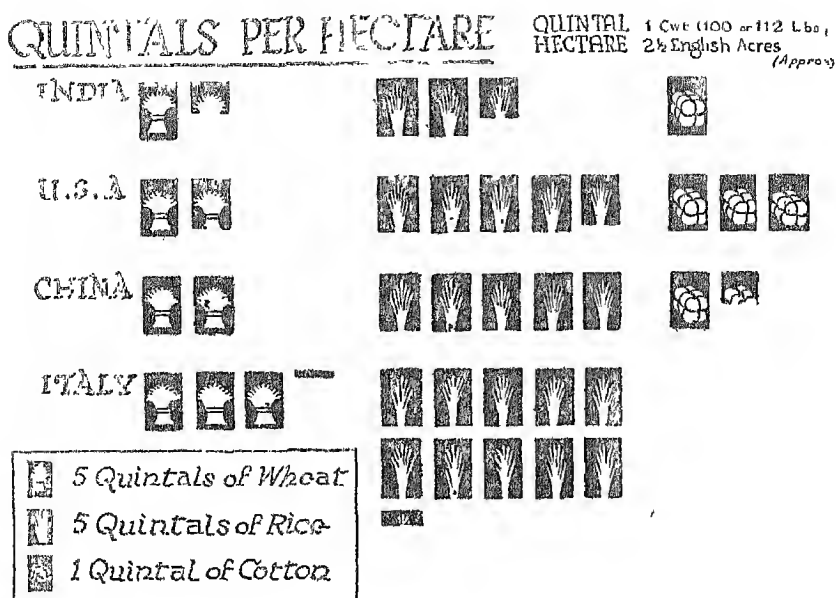 QUINTALS PER HECTARE
QUINTAL 1 Cwt (100 or 112 Lbs)
HECTARE 2½ English Acres
(Approx)
INDIA
U.S.A
CHINA
ITALY
5 Quintals of Wheat
5 Quintals of Rice
1 Quintal of Cotton